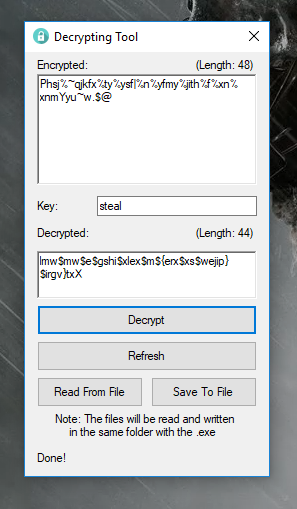 Decrypting Tool
Encrypted: (Length: 48)
Phsj%~qjkfx%ty%ysf|%n%yfmy%jith%f%xn%
xnmYyu~w.$@
Key: steal
Decrypted: (Length: 44)
lmw$mw$e$gshi$xlex$m${erx$xs$wejip}
$irgv}txX
Decrypt
Refresh
Read From File Save To File
Note: The files will be read and written
in the same folder with the .exe
Done!